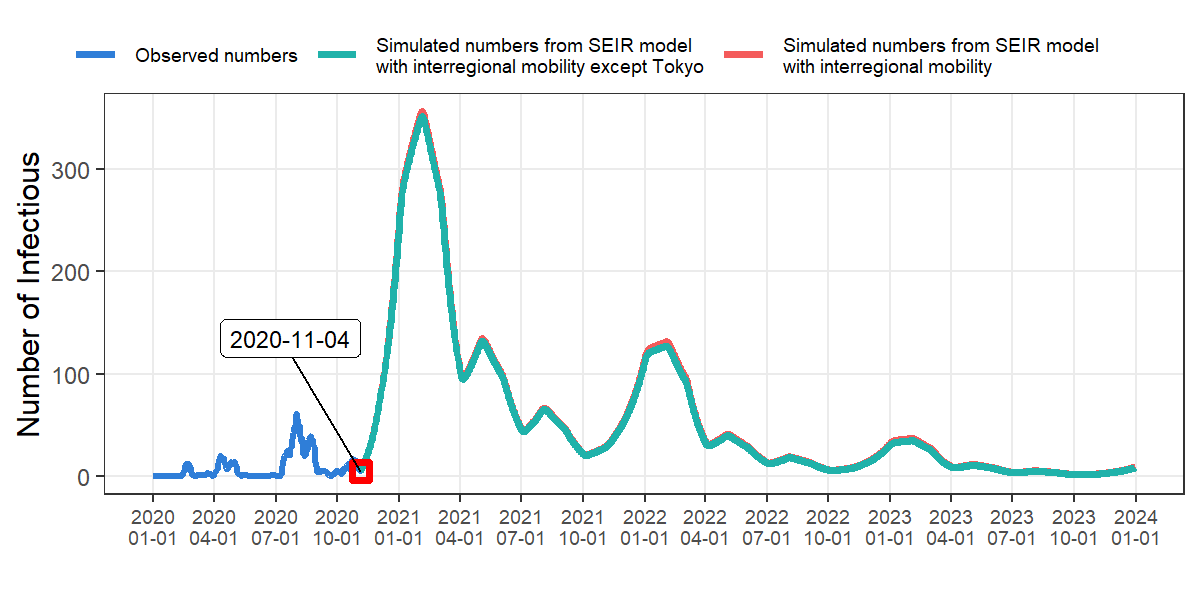 Observed numbers
Simulated numbers from SEIR model
with interregional mobility except Tokyo
Simulated numbers from SEIR model
with interregional mobility
Number of Infectious
300
200
100
0
2020-11-04
2020 2020 2020 2020 2021 2021 2021 2021 2022 2022 2022 2022 2023 2023 2023 2023 2024
01-01 04-01 07-01 10-01 01-01 04-01 07-01 10-01 01-01 04-01 07-01 10-01 01-01 04-01 07-01 10-01 01-01